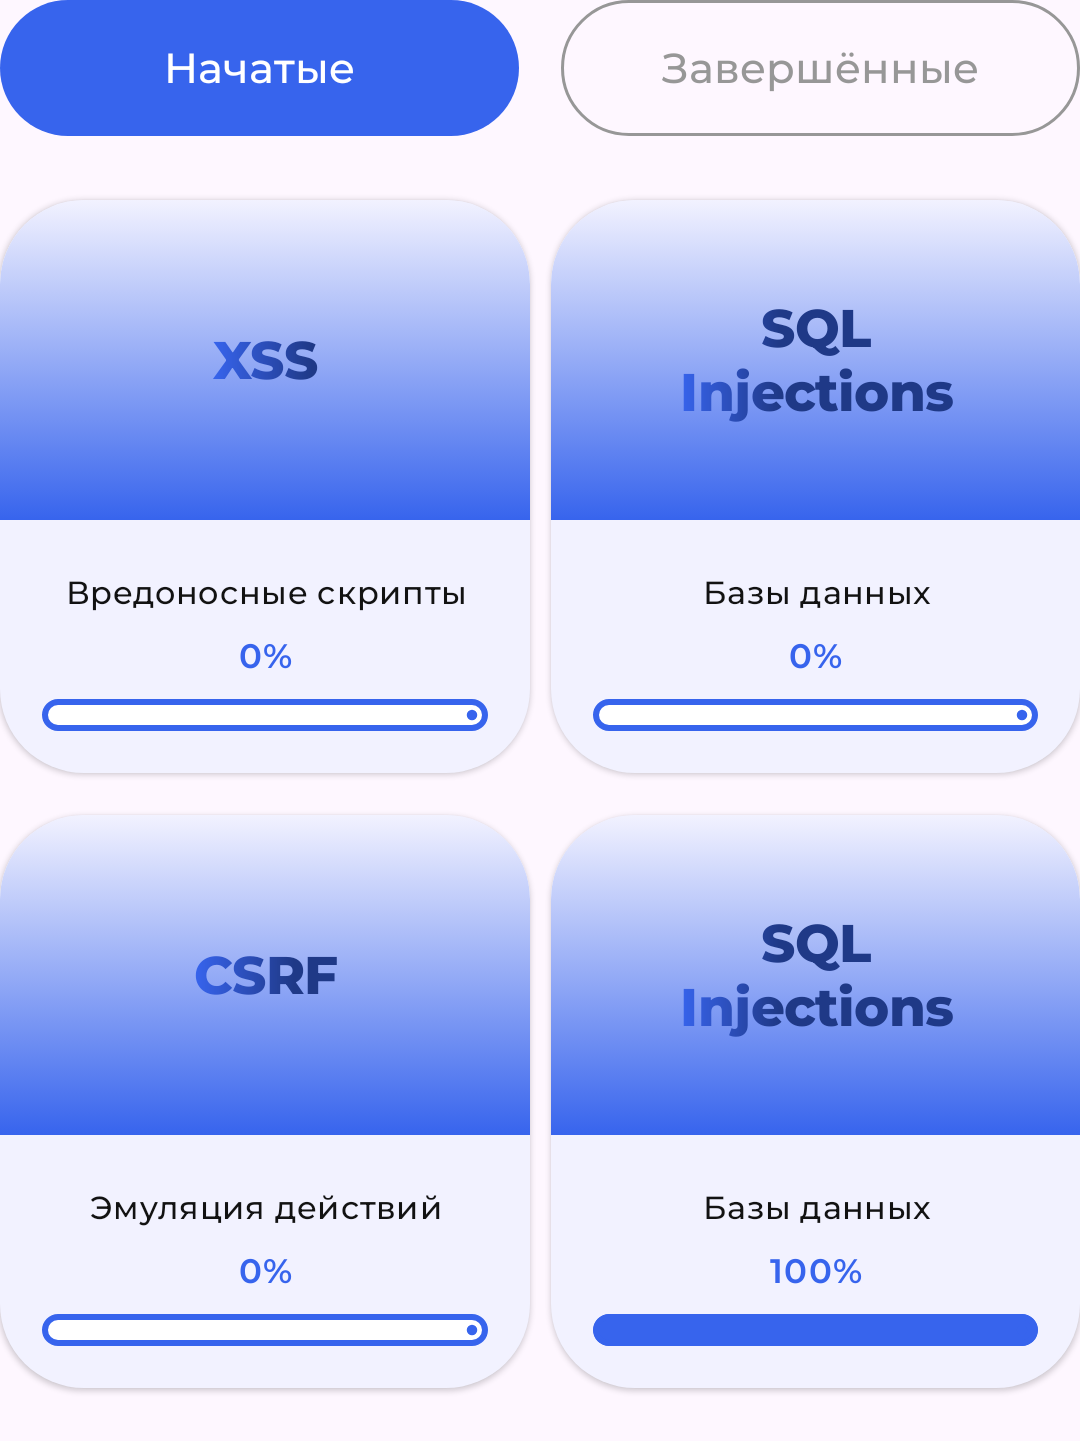 Начатые
Завершённые
XSS
SQL
Injections
Вредоносные скрипты
0%
Базы данных
0%
CSRF
SQL
Injections
Эмуляция действий
0%
Базы данных
100%